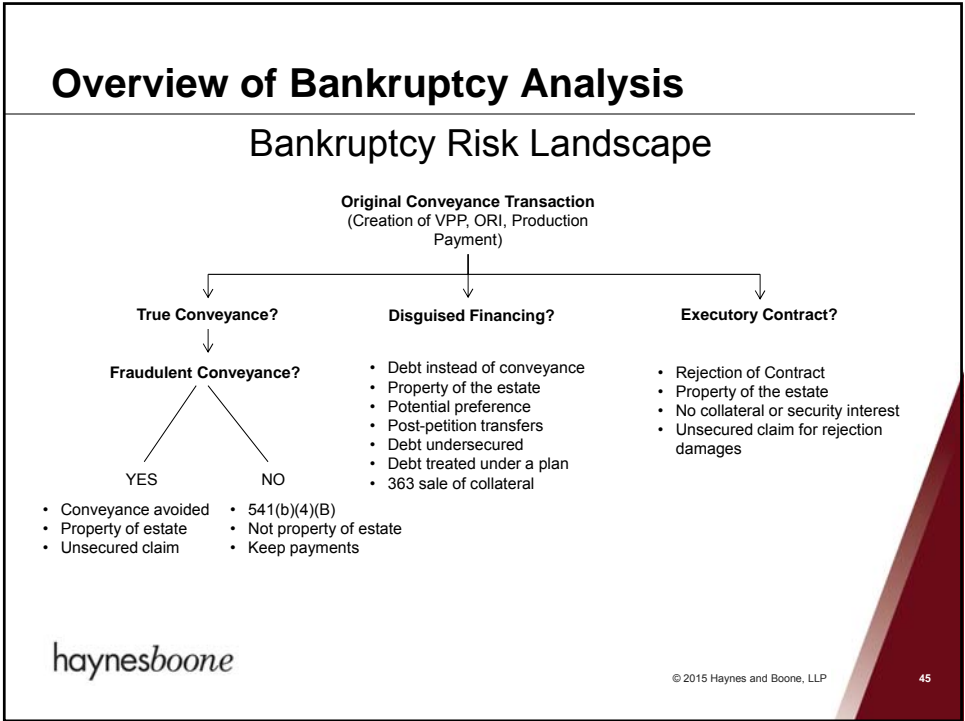 Overview of Bankruptcy Analysis
Bankruptcy Risk Landscape
Original Conveyance Transaction
(Creation of VPP, ORI, Production
Payment)
True Conveyance?
Fraudulent Conveyance?
YES
• Conveyance avoided
• Property of estate
• Unsecured claim
NO
• 541(b)(4)(B)
• Not property of estate
• Keep payments
Disguised Financing?
• Debt instead of conveyance
• Property of the estate
• Potential preference
• Post-petition transfers
• Debt undersecured
• Debt treated under a plan
• 363 sale of collateral
Executory Contract?
• Rejection of Contract
• Property of the estate
• No collateral or security interest
• Unsecured claim for rejection
damages
haynesboone
© 2015 Haynes and Boone, LLP
45